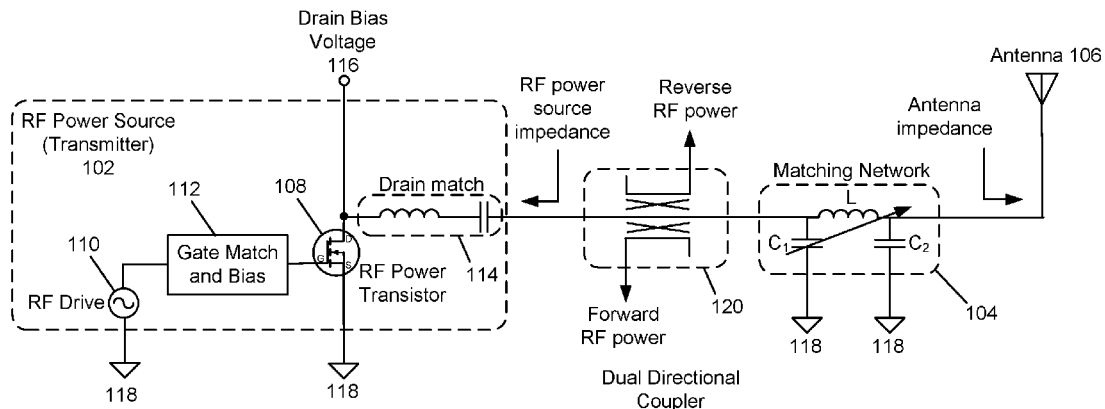 Drain Bias
Voltage
116
RF Power Source
(Transmitter)
102
112
108
110
Gate Match
and Bias
RF Drive
118
D
G
S
RF Power
Transistor
118
Drain match
114
RF power
source
impedance
Reverse
RF power
Forward
RF power
120
Dual Directional
Coupler
Matching Network
L
C1
C2
104
118
118
Antenna
impedance
Antenna 106